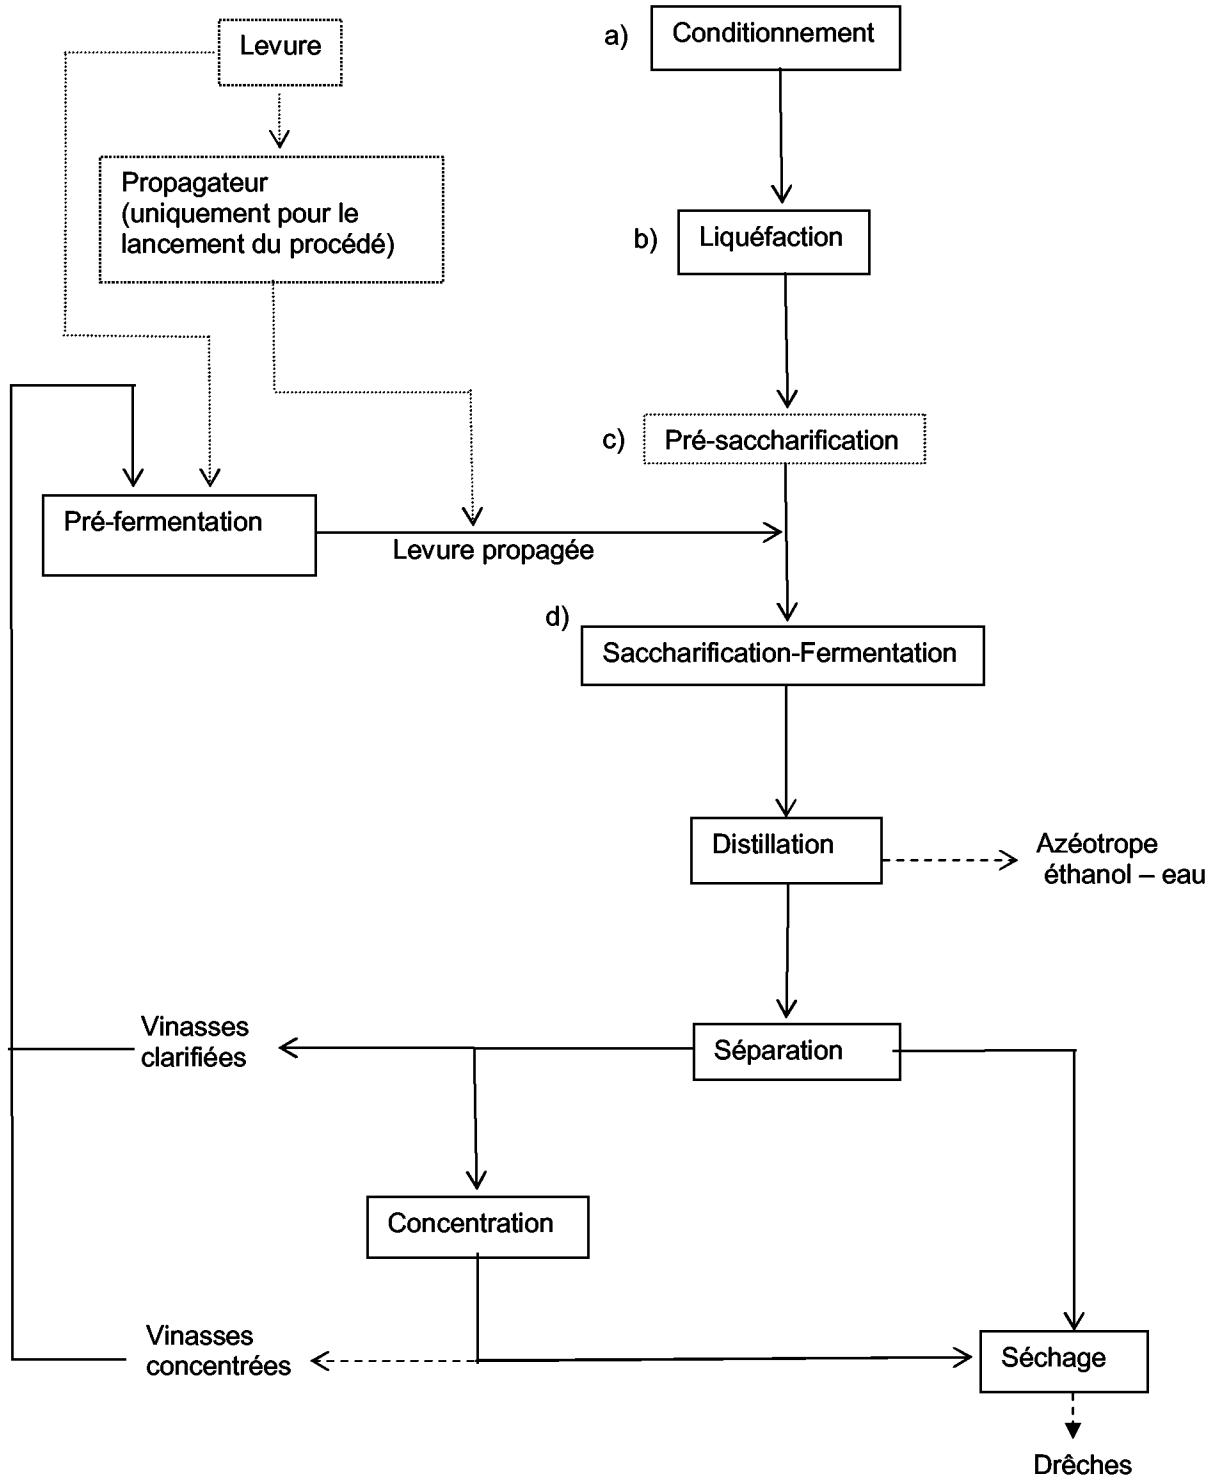 a)
Conditionnement
Levure
Propagateur
(uniquement pour le
lancement du procédé)
b)
Liquéfaction
c)
Pré-saccharification
Pré-fermentation
Levure propagée
d)
Saccharification-Fermentation
Distillation
Azéotrope
éthanol – eau
Vinasses
clarifiées
Séparation
Concentration
Vinasses
concentrées
Séchage
Drêches